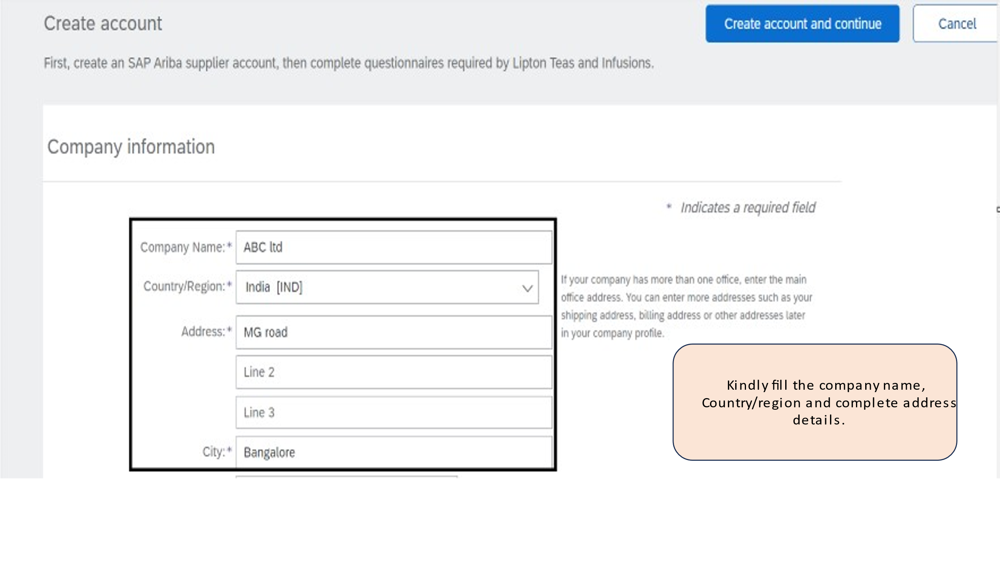 Create account
Create account and continue
Cancel
First, create an SAP Ariba supplier account, then complete questionnaires required by Lipton Teas and Infusions.
Company information
* Indicates a required field
Company Name:* ABC ltd
Country/Region:* India [IND]
If your company has more than one office, enter the main
office address. You can enter more addresses such as your
shipping address, billing address or other addresses later
in your company profile.
Address:* MG road
Line 2
Line 3
City:* Bangalore
Kindly fill the company name,
Country/region and complete address
details.